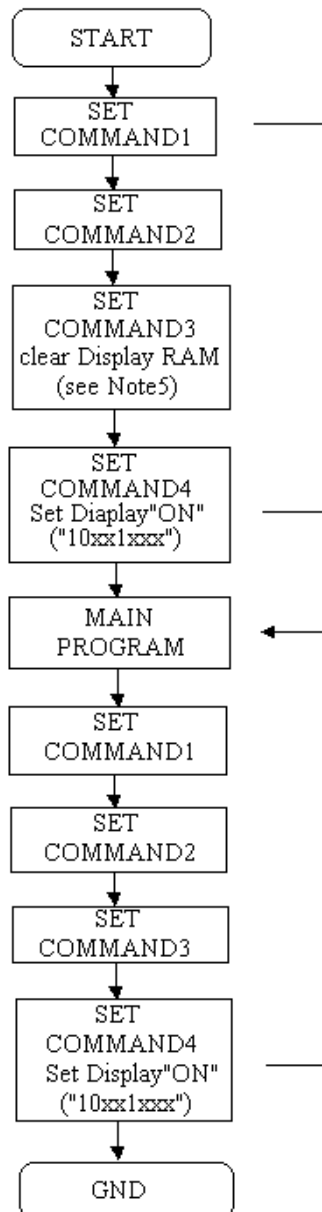 START
SET
COMMAND1
SET
COMMAND2
SET
COMMAND3
clear Display RAM
(see Note5)
SET
COMMAND4
Set Diaplay"ON"
("10xx1xxx")
MAIN
PROGRAM
SET
COMMAND1
SET
COMMAND2
SET
COMMAND3
SET
COMMAND4
Set Display"ON"
("10xx1xxx")
GND